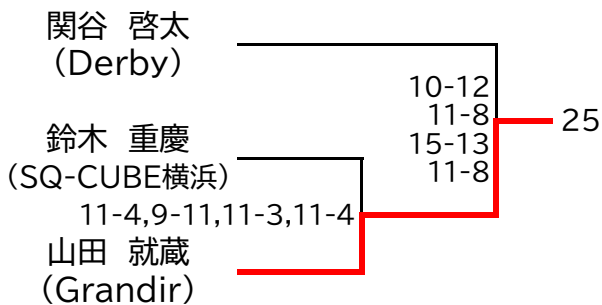 関谷 啓太
(Derby)
10-12
11-8
15-13
11-8
25
鈴木 重慶
(SQ-CUBE横浜)
11-4,9-11,11-3,11-4
山田 就蔵
(Grandir)